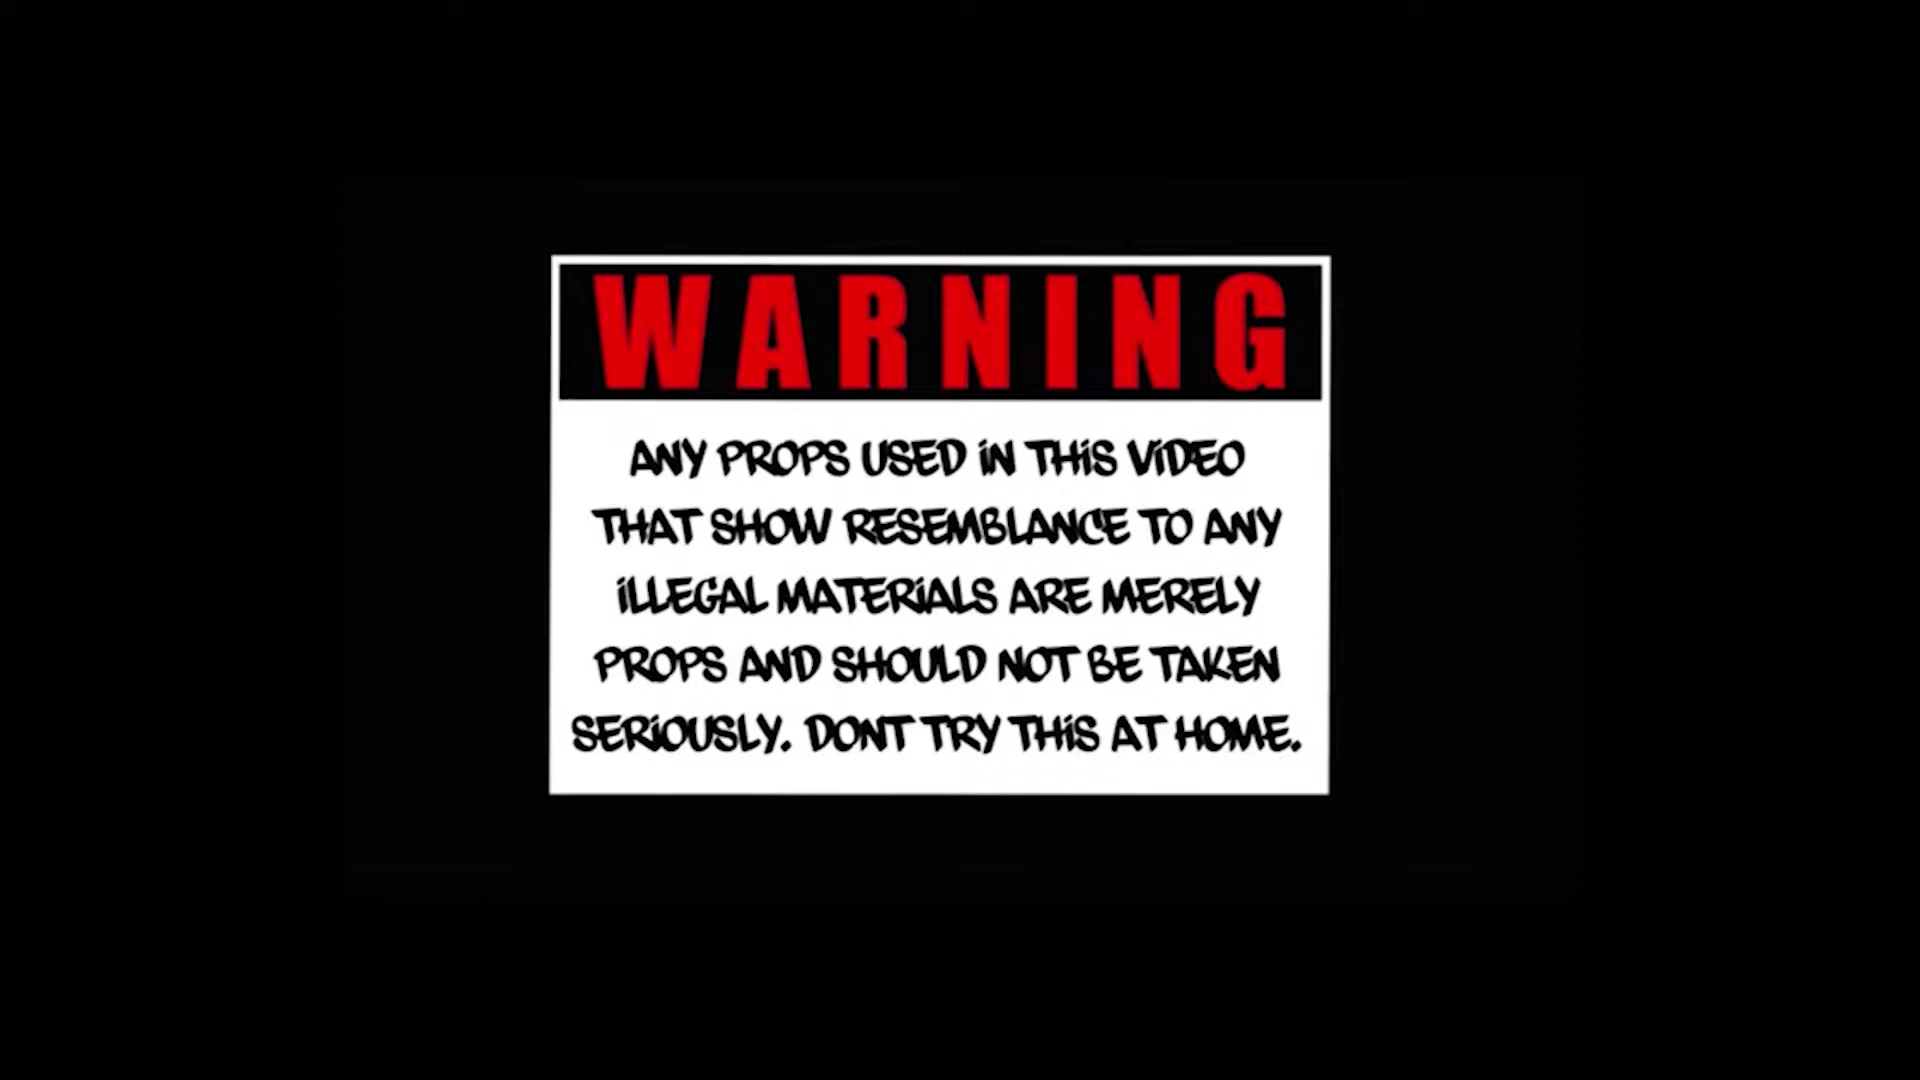 WARNING
ANY PROPS USED iN THiS ViDEO
THAT SHOW RESEMBLANCE TO ANY
iLLEGAL MATERiALS ARE MERELY
PROPS AND SHOULD NOT BE TAKEN
SERiOUSLY. DONT TRY THiS AT HOME.